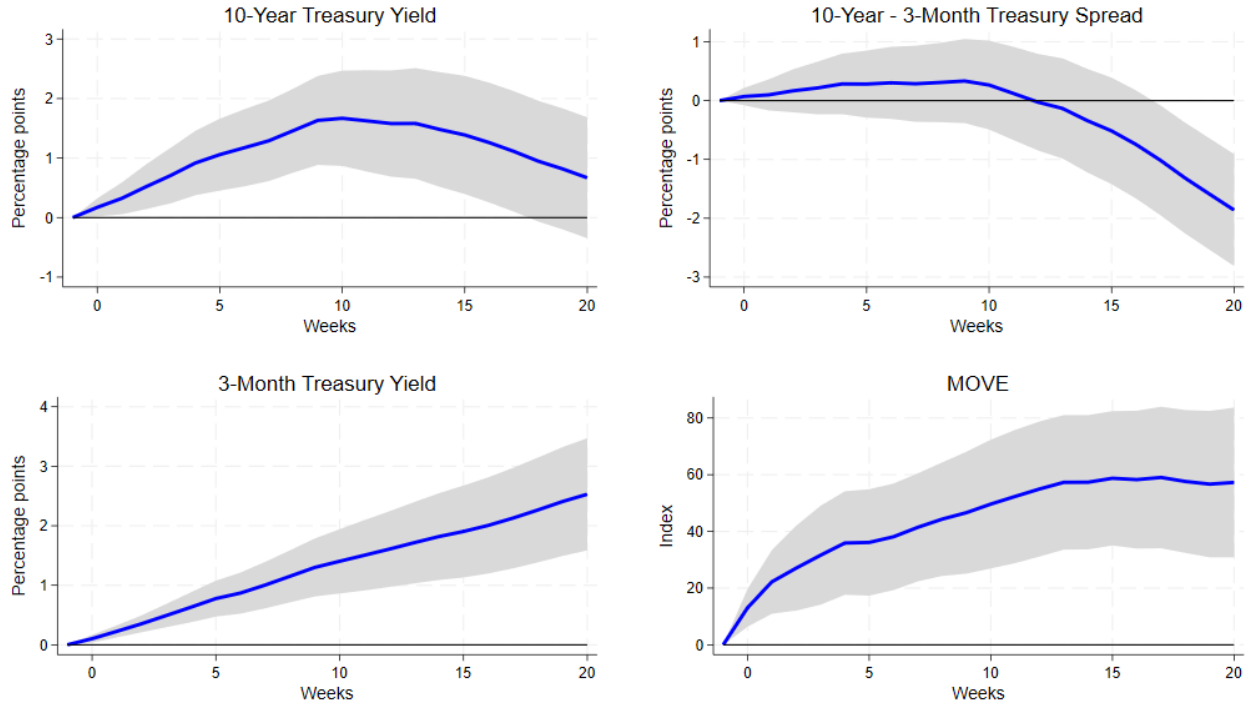 10-Year Treasury Yield
Percentage points
3
2
1
0
-1
0 5 10 15 20
Weeks
10-Year - 3-Month Treasury Spread
Percentage points
1
0
-1
-2
-3
0 5 10 15 20
Weeks
3-Month Treasury Yield
Percentage points
4
3
2
1
0
0 5 10 15 20
Weeks
MOVE
Index
80
60
40
20
0
0 5 10 15 20
Weeks